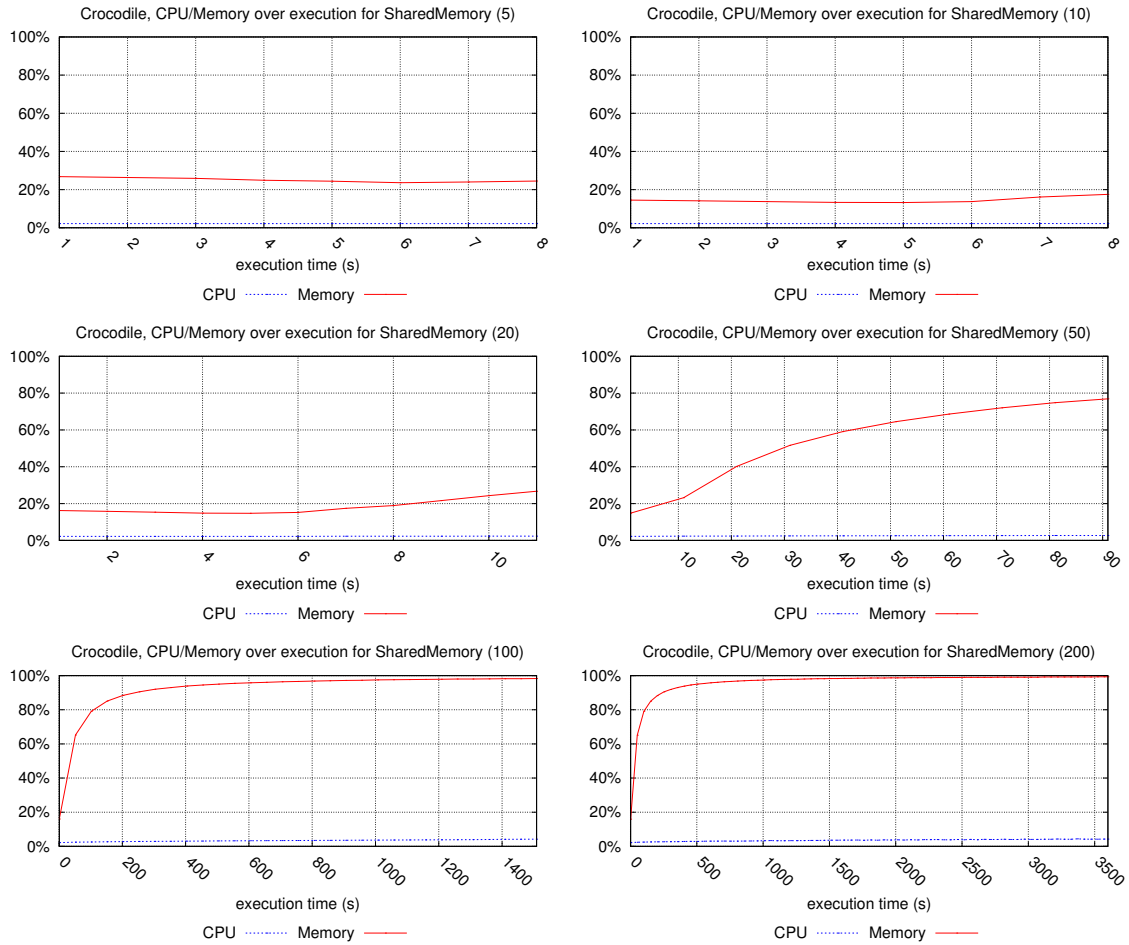 Crocodile, CPU/Memory over execution for SharedMemory (5)
100%
80%
60%
40%
20%
0%
1 2 3 4 5 6 7 8
execution time (s)
CPU Memory
Crocodile, CPU/Memory over execution for SharedMemory (10)
100%
80%
60%
40%
20%
0%
1 2 3 4 5 6 7 8
execution time (s)
CPU Memory
Crocodile, CPU/Memory over execution for SharedMemory (20)
100%
80%
60%
40%
20%
0%
2 4 6 8 10
execution time (s)
CPU Memory
Crocodile, CPU/Memory over execution for SharedMemory (50)
100%
80%
60%
40%
20%
0%
10 20 30 40 50 60 70 80 90
execution time (s)
CPU Memory
Crocodile, CPU/Memory over execution for SharedMemory (100)
100%
80%
60%
40%
20%
0%
0 200 400 600 800 1000 1200 1400
execution time (s)
CPU Memory
Crocodile, CPU/Memory over execution for SharedMemory (200)
100%
80%
60%
40%
20%
0%
0 500 1000 1500 2000 2500 3000 3500
execution time (s)
CPU Memory